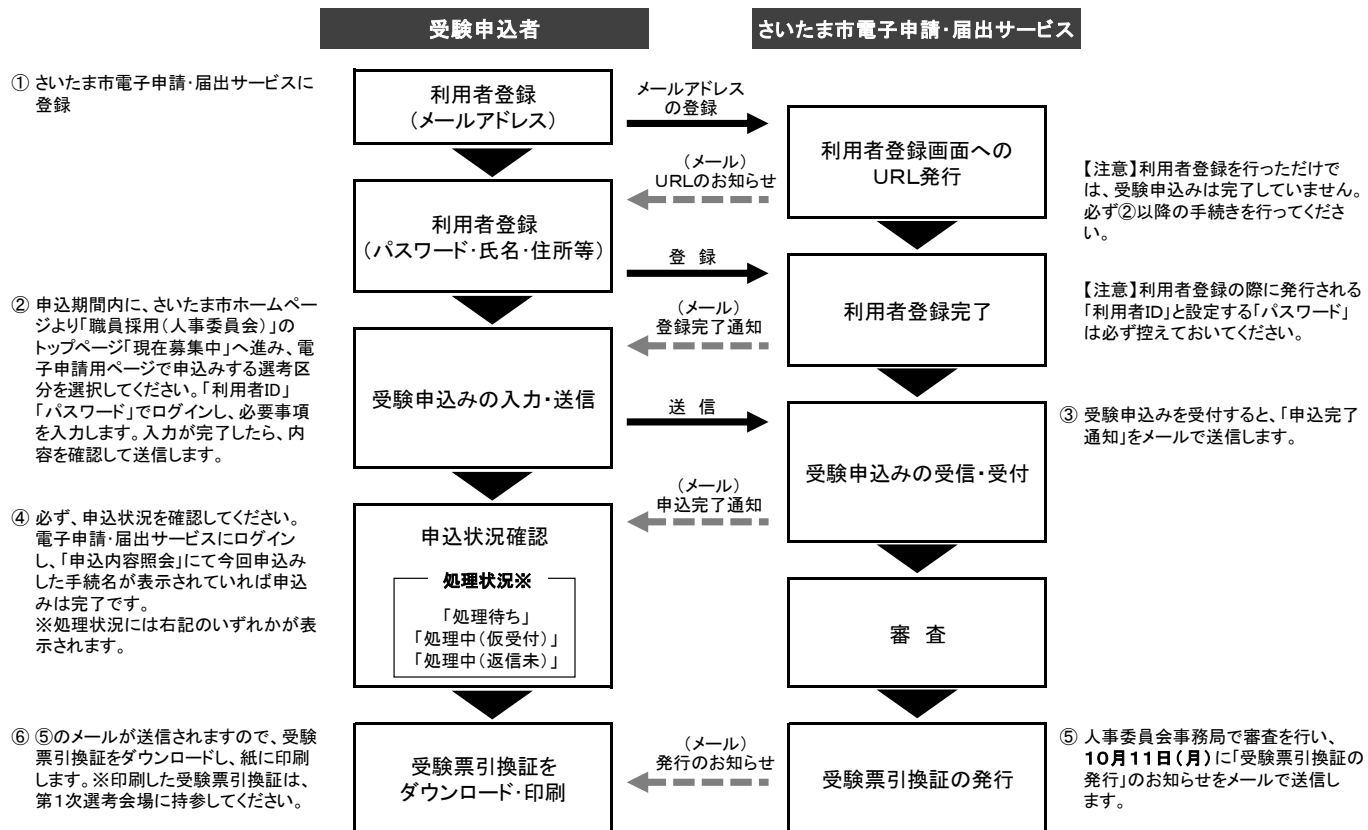 受験申込者
さいたま市電子申請・届出サービス
① さいたま市電子申請・届出サービスに
登録
利用者登録
（メールアドレス）
メールアドレス
の登録
利用者登録画面への
ＵＲＬ発行
（メール）
ＵＲＬのお知らせ
【注意】利用者登録を行っただけで
は、受験申込みは完了していません。
必ず②以降の手続きを行ってくださ
い。
利用者登録
（パスワード・氏名・住所等）
登 録
利用者登録完了
【注意】利用者登録の際に発行される
「利用者ID」と設定する「パスワード」
は必ず控えておいてください。
（メール）
登録完了通知
② 申込期間内に、さいたま市ホームペー
ジより「職員採用（人事委員会）」の
トップページ「現在募集中」へ進み、電
子申請用ページで申込みする選考区
分を選択してください。「利用者ID」
「パスワード」でログインし、必要事項
を入力します。入力が完了したら、内
容を確認して送信します。
受験申込みの入力・送信
送 信
受験申込みの受信・受付
③ 受験申込みを受付すると、「申込完了
通知」をメールで送信します。
（メール）
申込完了通知
④ 必ず、申込状況を確認してください。
電子申請・届出サービスにログイン
し、「申込内容照会」にて今回申込み
した手続名が表示されていれば申込
みは完了です。
※処理状況には右記のいずれかが表
示されます。
申込状況確認
処理状況※
「処理待ち」
「処理中（仮受付）」
「処理中（返信未）」
審 査
⑥ ⑤のメールが送信されますので、受験
票引換証をダウンロードし、紙に印刷
します。※印刷した受験票引換証は、
第1次選考会場に持参してください。
受験票引換証を
ダウンロード・印刷
（メール）
発行のお知らせ
受験票引換証の発行
⑤ 人事委員会事務局で審査を行い、
１０月１１日（月）に「受験票引換証の
発行」のお知らせをメールで送信し
ます。